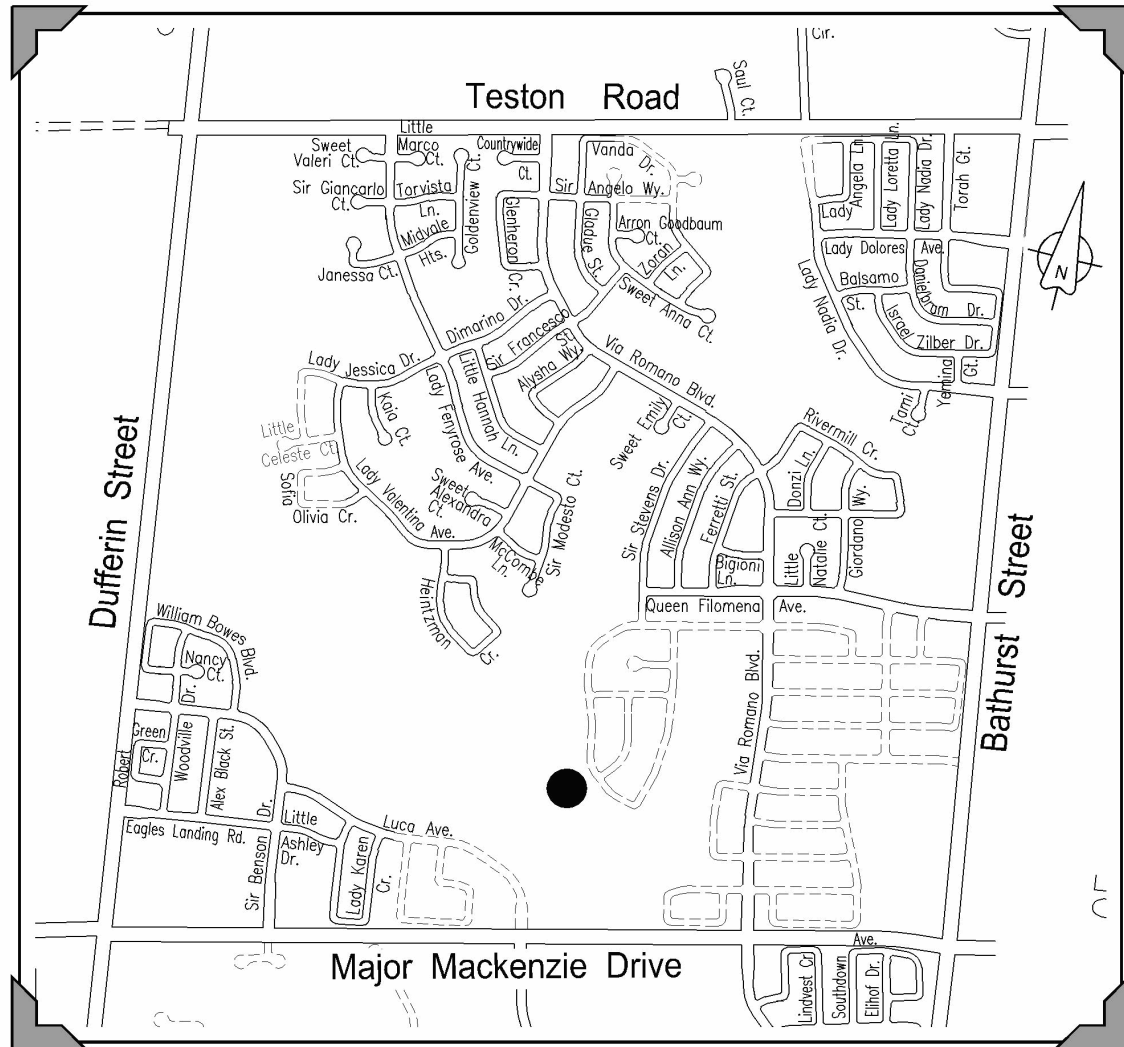 Cir.
Saul Ct.
Teston Road
Little
Marco
Ct.
Sweet
Valeri Ct.
Countrywide
Ct.
Vanda Dr.
Sir Giancarlo
Ct.
Torvista
Ln.
Goldenview Ct.
Sir
Angelo Wy.
Midvale
Hts.
Glenheron
Cr.
Gladue St.
Arron Goodbaum
Ct.
Zorah
Ln.
Janessa Ct.
Sweet Anna Ct.
Lady
Angela Ln.
Lady Loretta Ln.
Lady Nadia Dr.
Torah Gt.
Lady Dolores
Ave.
Balsamo
St.
Danielbram
Dr.
Israel
Zilber Dr.
Lady Nadia Dr.
Yemina
Gt.
Tami
Ct.
N
Dimarino Dr.
Sir Francesco
St.
Alysha Wy.
Via Romano Blvd.
Lady Jessica Dr.
Little Hannah Ln.
Lady Fenyrose Ave.
Kaia Ct.
Little
Celeste Ct.
Sofia
Olivia Cr.
Lady Valentina Ave.
Sweet
Alexandra
Ct.
McCombe
Ln.
Sir Modesto Ct.
Heintzman
Cr.
Sweet Emily
Ct.
Sir Stevens Dr.
Allison Ann Wy.
Ferretti St.
Rivermill Cr.
Donzi
Ln.
Giordano
Wy.
Bigioni
Ln.
Little
Natalie Ct.
Queen Filomena
Ave.
Via Romano Blvd.
Dufferin Street
Bathurst Street
William Bowes
Blvd.
Nancy
Ct.
Woodville
Dr.
Robert
Green
Cr.
Alex Black St.
Eagles Landing Rd.
Sir Benson
Dr.
Little
Ashley
Dr.
Lady Karen
Cr.
Luca Ave.
Major Mackenzie Drive
Lindvest Cr
Southdown
Ave.
Elihof Dr.